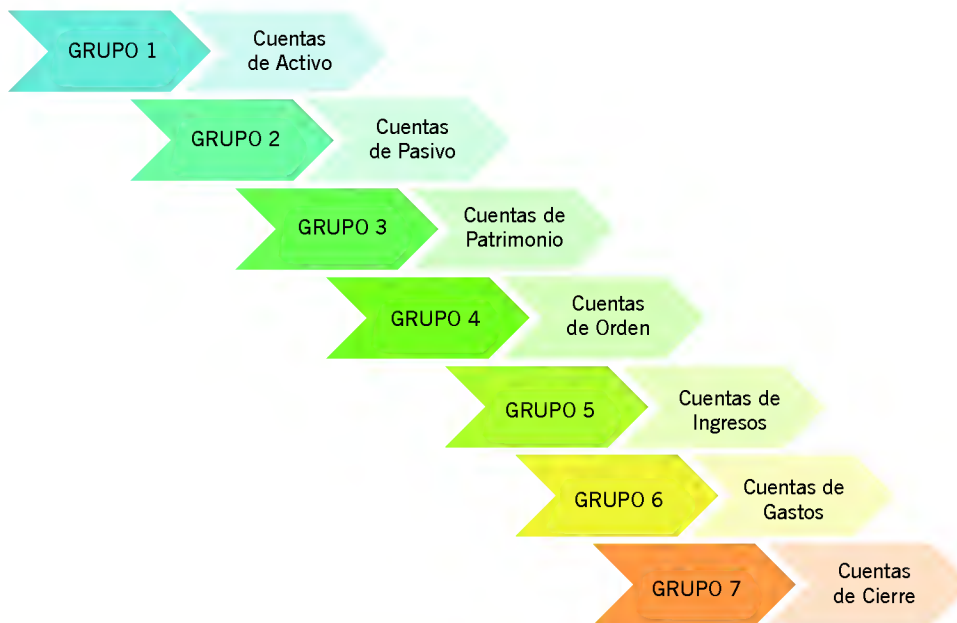 GRUPO 1
Cuentas
de Activo
GRUPO 2
Cuentas
de Pasivo
GRUPO 3
Cuentas de
Patrimonio
GRUPO 4
Cuentas
de Orden
GRUPO 5
Cuentas de
Ingresos
GRUPO 6
Cuentas de
Gastos
GRUPO 7
Cuentas
de Cierre